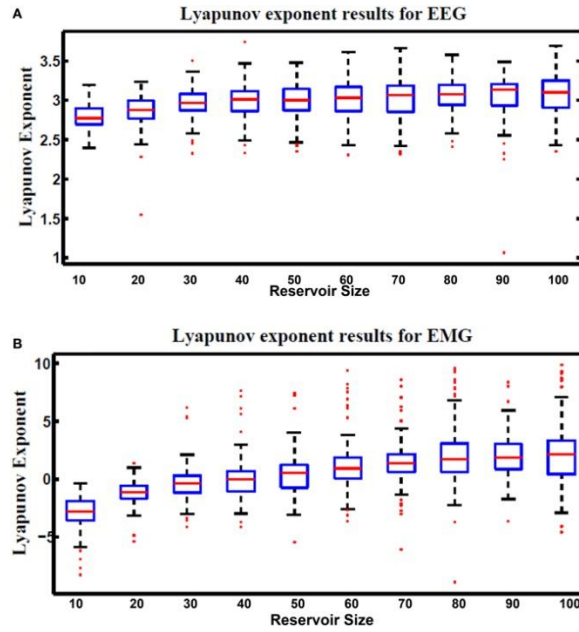 A
Lyapunov exponent results for EEG
Lyapunov Exponent
3.5
3
2.5
2
1.5
1
10 20 30 40 50 60 70 80 90 100
Reservoir Size
B
Lyapunov exponent results for EMG
Lyapunov Exponent
10
5
0
−5
10 20 30 40 50 60 70 80 90 100
Reservoir Size